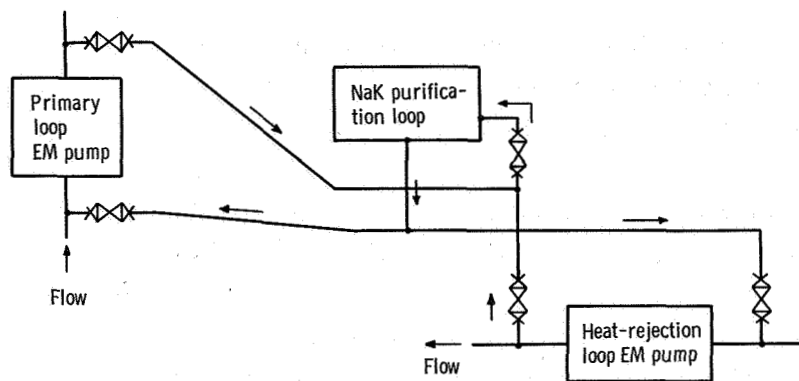 Primary
loop
EM pump
NaK purifica-
tion loop
Flow
Flow
Heat-rejection
loop EM pump